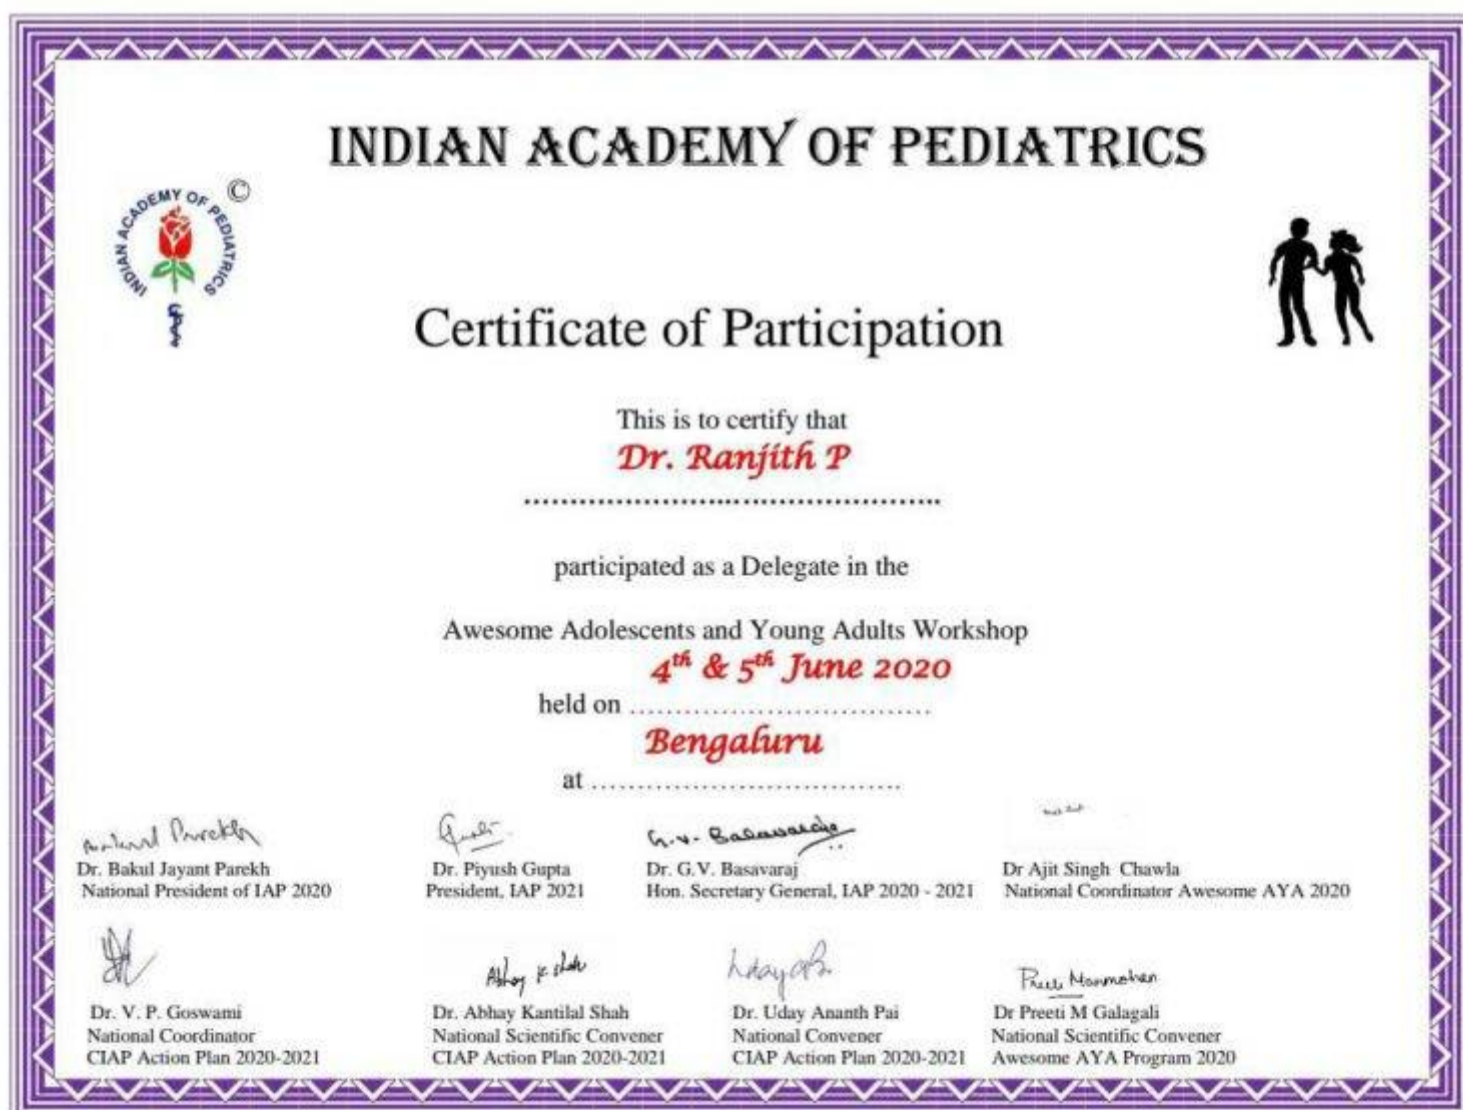 INDIAN ACADEMY OF PEDIATRICS
INDIAN ACADEMY OF PEDIATRICS ©
Certificate of Participation
This is to certify that
Dr. Ranjith P
participated as a Delegate in the
Awesome Adolescents and Young Adults Workshop
4th & 5th June 2020
held on ....................................
Bengaluru
at ....................................
G.V. Basavaraja
Dr. Bakul Jayant Parekh
National President of IAP 2020
Dr. Piyush Gupta
President, IAP 2021
Dr. G.V. Basavaraj
Hon. Secretary General, IAP 2020 - 2021
Dr Ajit Singh Chawla
National Coordinator Awesome AYA 2020
Abhay K Shah
Preeti Manmohan
Dr. V. P. Goswami
National Coordinator
CIAP Action Plan 2020-2021
Dr. Abhay Kantilal Shah
National Scientific Convener
CIAP Action Plan 2020-2021
Dr. Uday Ananth Pai
National Convener
CIAP Action Plan 2020-2021
Dr Preeti M Galagali
National Scientific Convener
Awesome AYA Program 2020